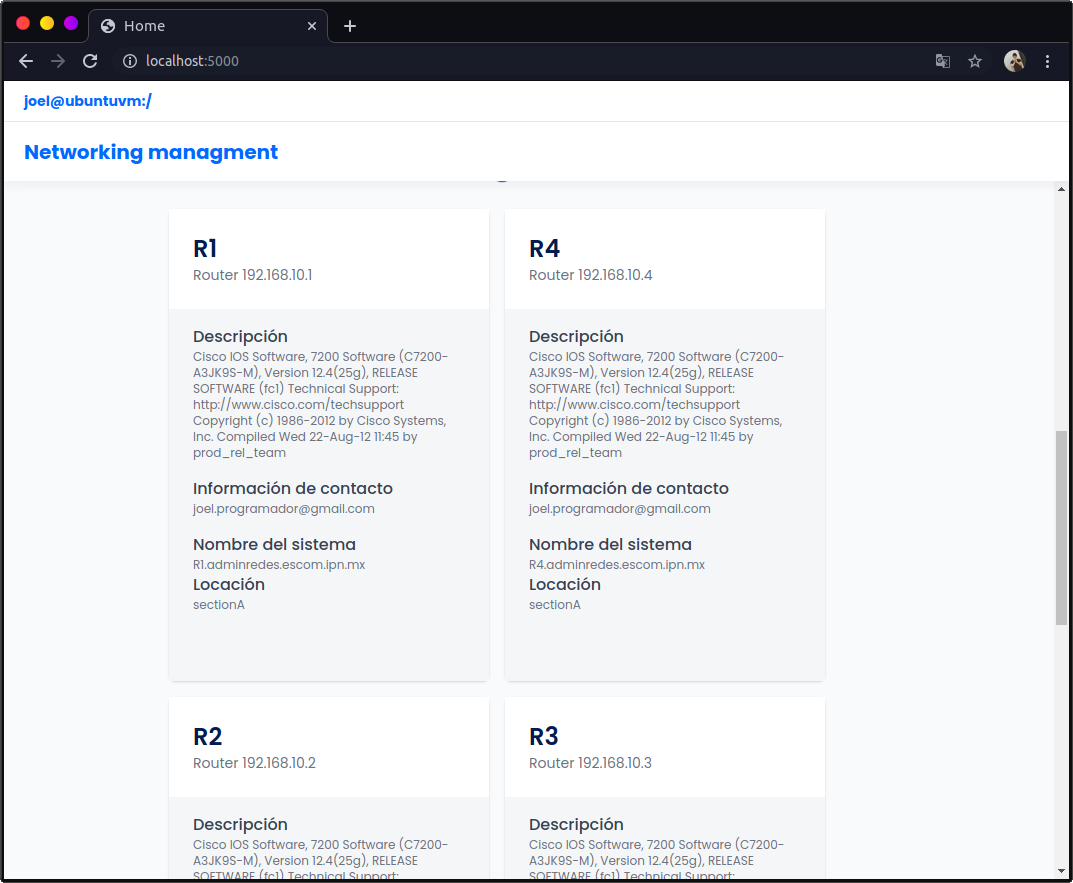 Home
localhost:5000
joel@ubuntuvm:/
Networking managment
R1
Router 192.168.10.1
Descripción
Cisco IOS Software, 7200 Software (C7200-
A3JK9S-M), Version 12.4(25g), RELEASE
SOFTWARE (fc1) Technical Support:
http://www.cisco.com/techsupport
Copyright (c) 1986-2012 by Cisco Systems,
Inc. Compiled Wed 22-Aug-12 11:45 by
prod_rel_team
Información de contacto
joel.programador@gmail.com
Nombre del sistema
R1.adminredes.escom.ipn.mx
Locación
sectionA
R4
Router 192.168.10.4
Descripción
Cisco IOS Software, 7200 Software (C7200-
A3JK9S-M), Version 12.4(25g), RELEASE
SOFTWARE (fc1) Technical Support:
http://www.cisco.com/techsupport
Copyright (c) 1986-2012 by Cisco Systems,
Inc. Compiled Wed 22-Aug-12 11:45 by
prod_rel_team
Información de contacto
joel.programador@gmail.com
Nombre del sistema
R4.adminredes.escom.ipn.mx
Locación
sectionA
R2
Router 192.168.10.2
Descripción
Cisco IOS Software, 7200 Software (C7200-
A3JK9S-M), Version 12.4(25g), RELEASE
SOFTWARE (fc1) Technical Support:
R3
Router 192.168.10.3
Descripción
Cisco IOS Software, 7200 Software (C7200-
A3JK9S-M), Version 12.4(25g), RELEASE
SOFTWARE (fc1) Technical Support: